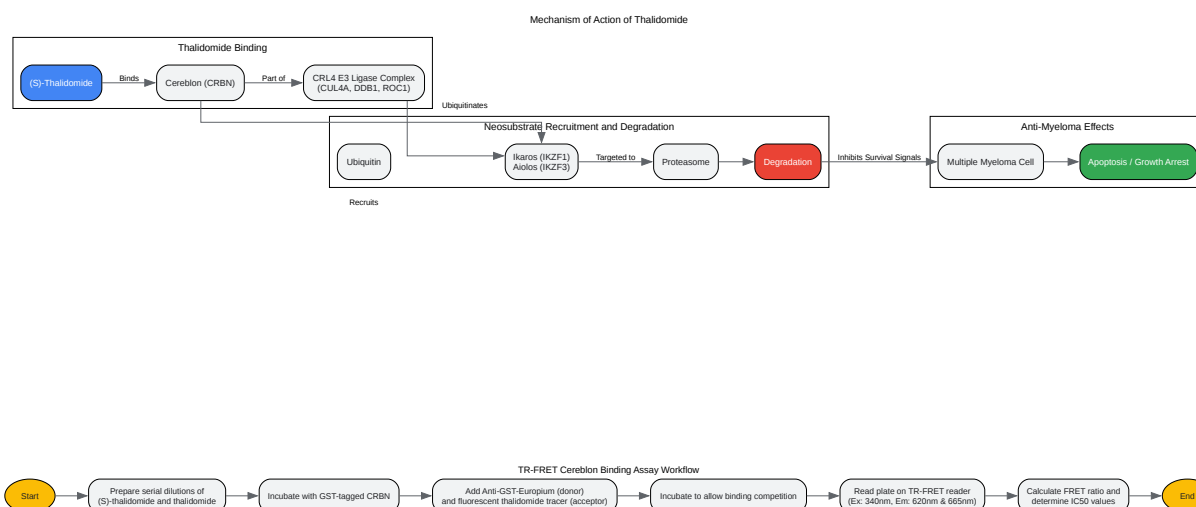 Mechanism of Action of Thalidomide
Thalidomide Binding
(S)-Thalidomide
Binds
Cereblon (CRBN)
Part of
CRL4 E3 Ligase Complex
(CUL4A, DDB1, ROC1)
Ubiquitinates
Neosubstrate Recruitment and Degradation
Ubiquitin
Ikaros (IKZF1)
Aiolos (IKZF3)
Targeted to
Proteasome
Degradation
Recruits
Inhibits Survival Signals
Anti-Myeloma Effects
Multiple Myeloma Cell
Apoptosis / Growth Arrest
TR-FRET Cereblon Binding Assay Workflow
Start
Prepare serial dilutions of
(S)-thalidomide and thalidomide
Incubate with GST-tagged CRBN
Add Anti-GST-Europium (donor)
and fluorescent thalidomide tracer (acceptor)
Incubate to allow binding competition
Read plate on TR-FRET reader
(Ex: 340nm, Em: 620nm & 665nm)
Calculate FRET ratio and
determine IC50 values
End